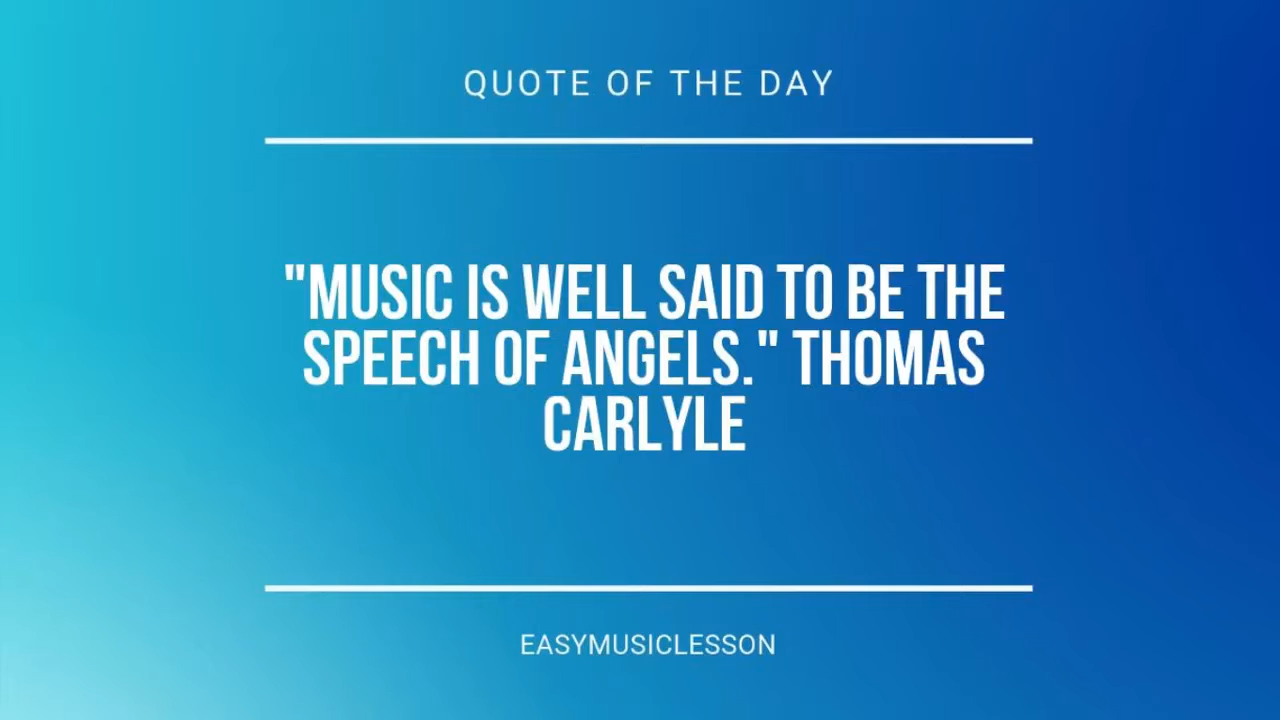 QUOTE OF THE DAY
"MUSIC IS WELL SAID TO BE THE
SPEECH OF ANGELS." THOMAS
CARLYLE
EASYMUSICLESSON